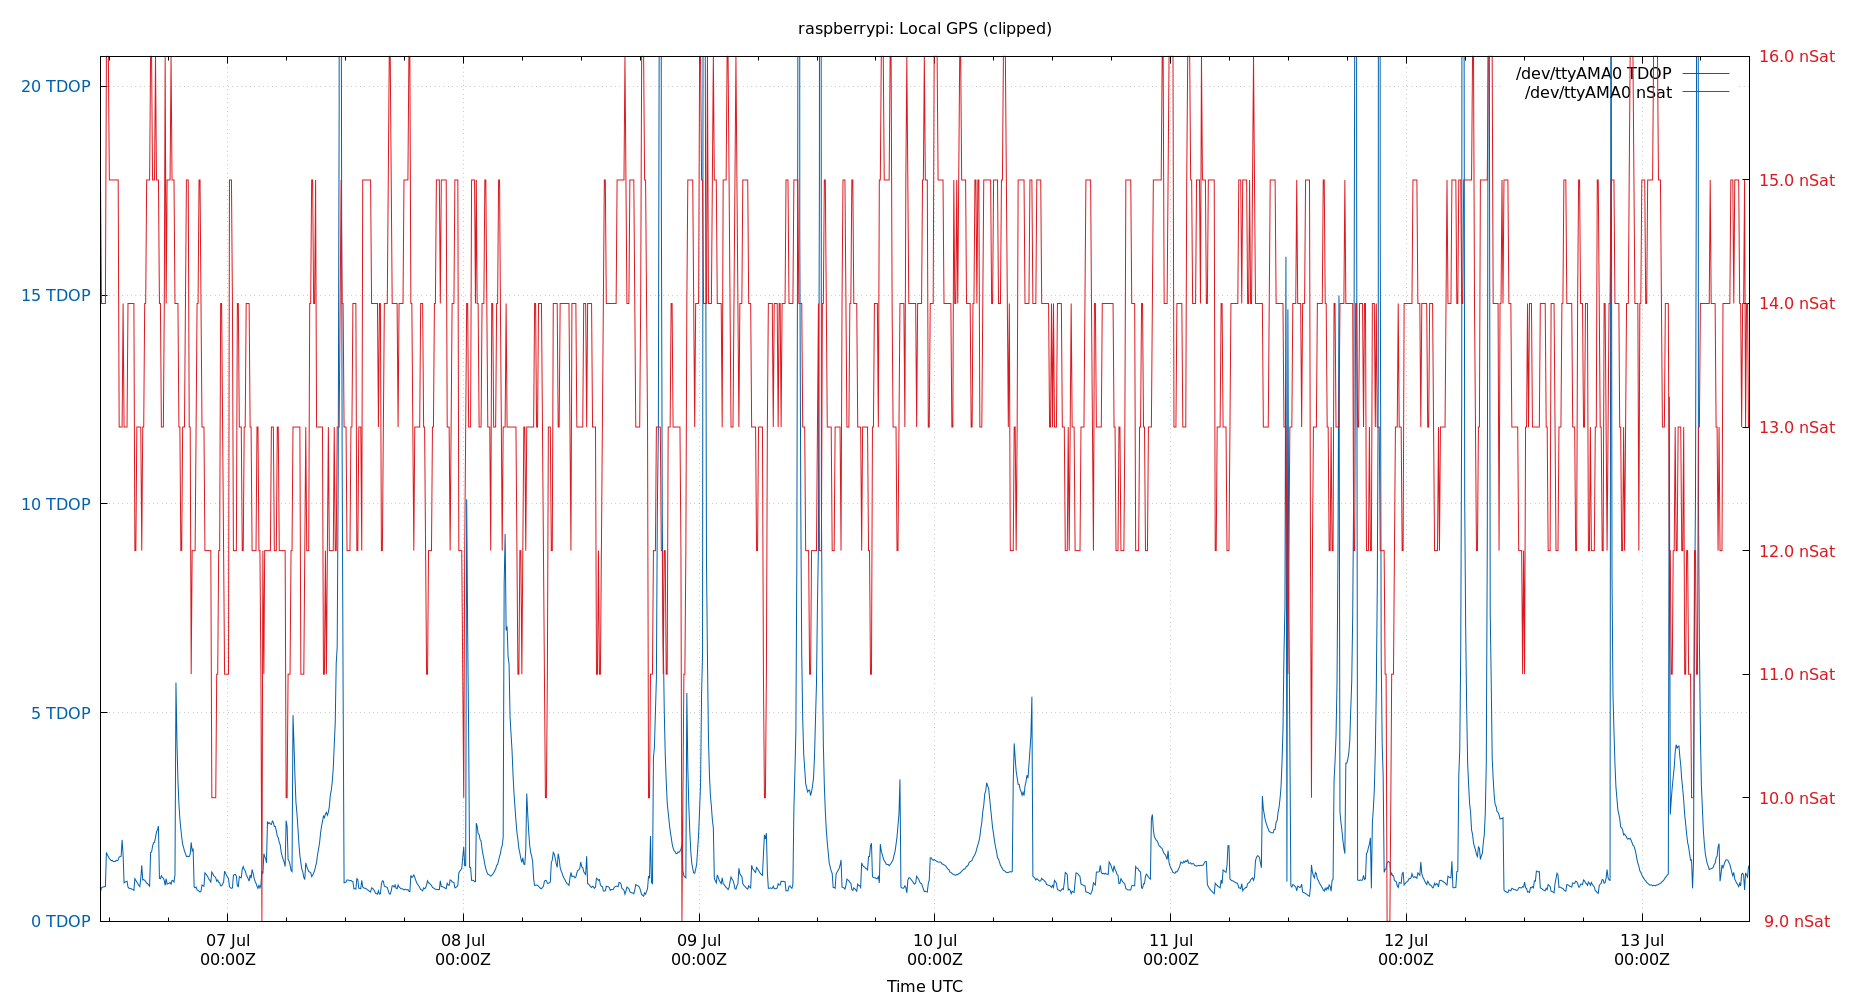 raspberrypi: Local GPS (clipped)
20 TDOP
15 TDOP
10 TDOP
5 TDOP
0 TDOP
16.0 nSat
15.0 nSat
14.0 nSat
13.0 nSat
12.0 nSat
11.0 nSat
10.0 nSat
9.0 nSat
/dev/ttyAMA0 TDOP
/dev/ttyAMA0 nSat
07 Jul
00:00Z
08 Jul
00:00Z
09 Jul
00:00Z
10 Jul
00:00Z
11 Jul
00:00Z
12 Jul
00:00Z
13 Jul
00:00Z
Time UTC